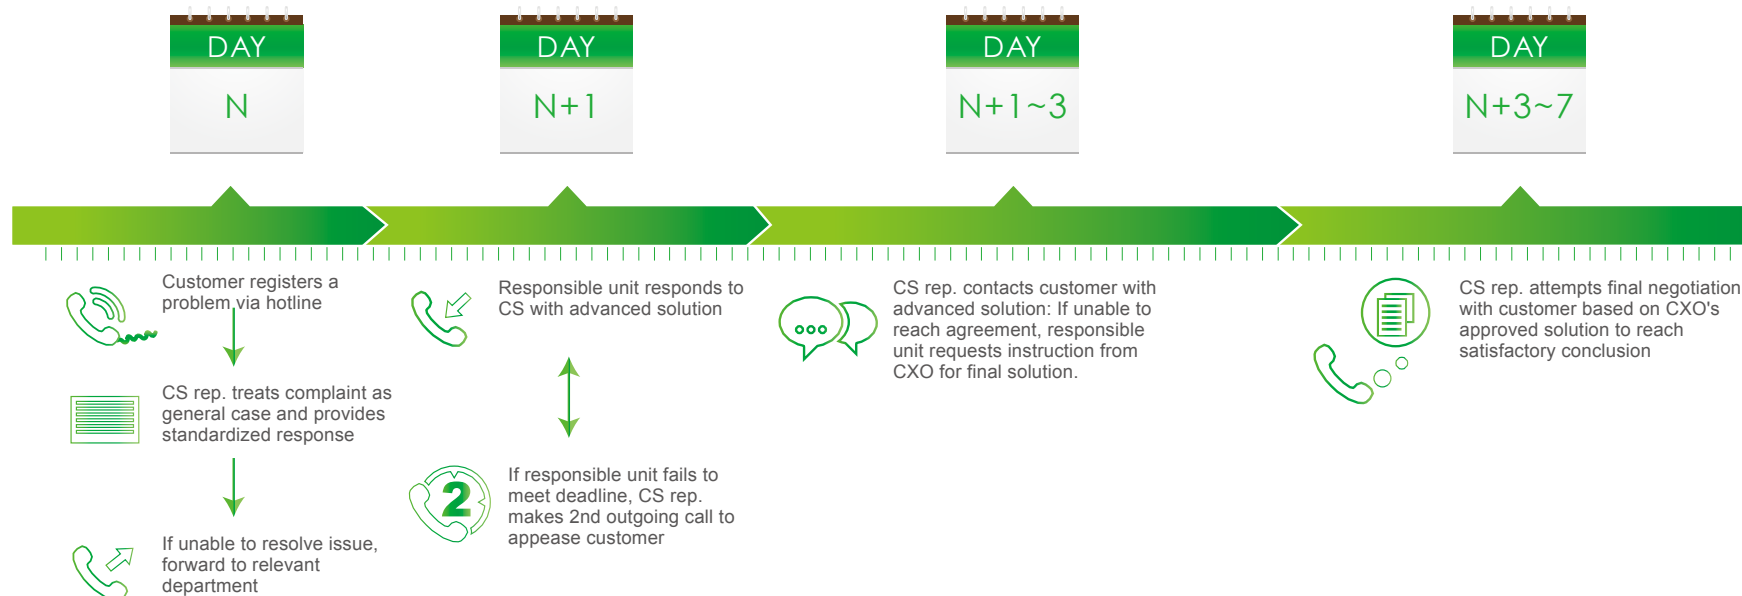 DAY
N
DAY
N+1
DAY
N+1~3
DAY
N+3~7
Customer registers a
problem via hotline
CS rep. treats complaint as
general case and provides
standardized response
If unable to resolve issue,
forward to relevant
department
Responsible unit responds to
CS with advanced solution
2
If responsible unit fails to
meet deadline, CS rep.
makes 2nd outgoing call to
appease customer
CS rep. contacts customer with
advanced solution: If unable to
reach agreement, responsible
unit requests instruction from
CXO for final solution.
CS rep. attempts final negotiation
with customer based on CXO's
approved solution to reach
satisfactory conclusion